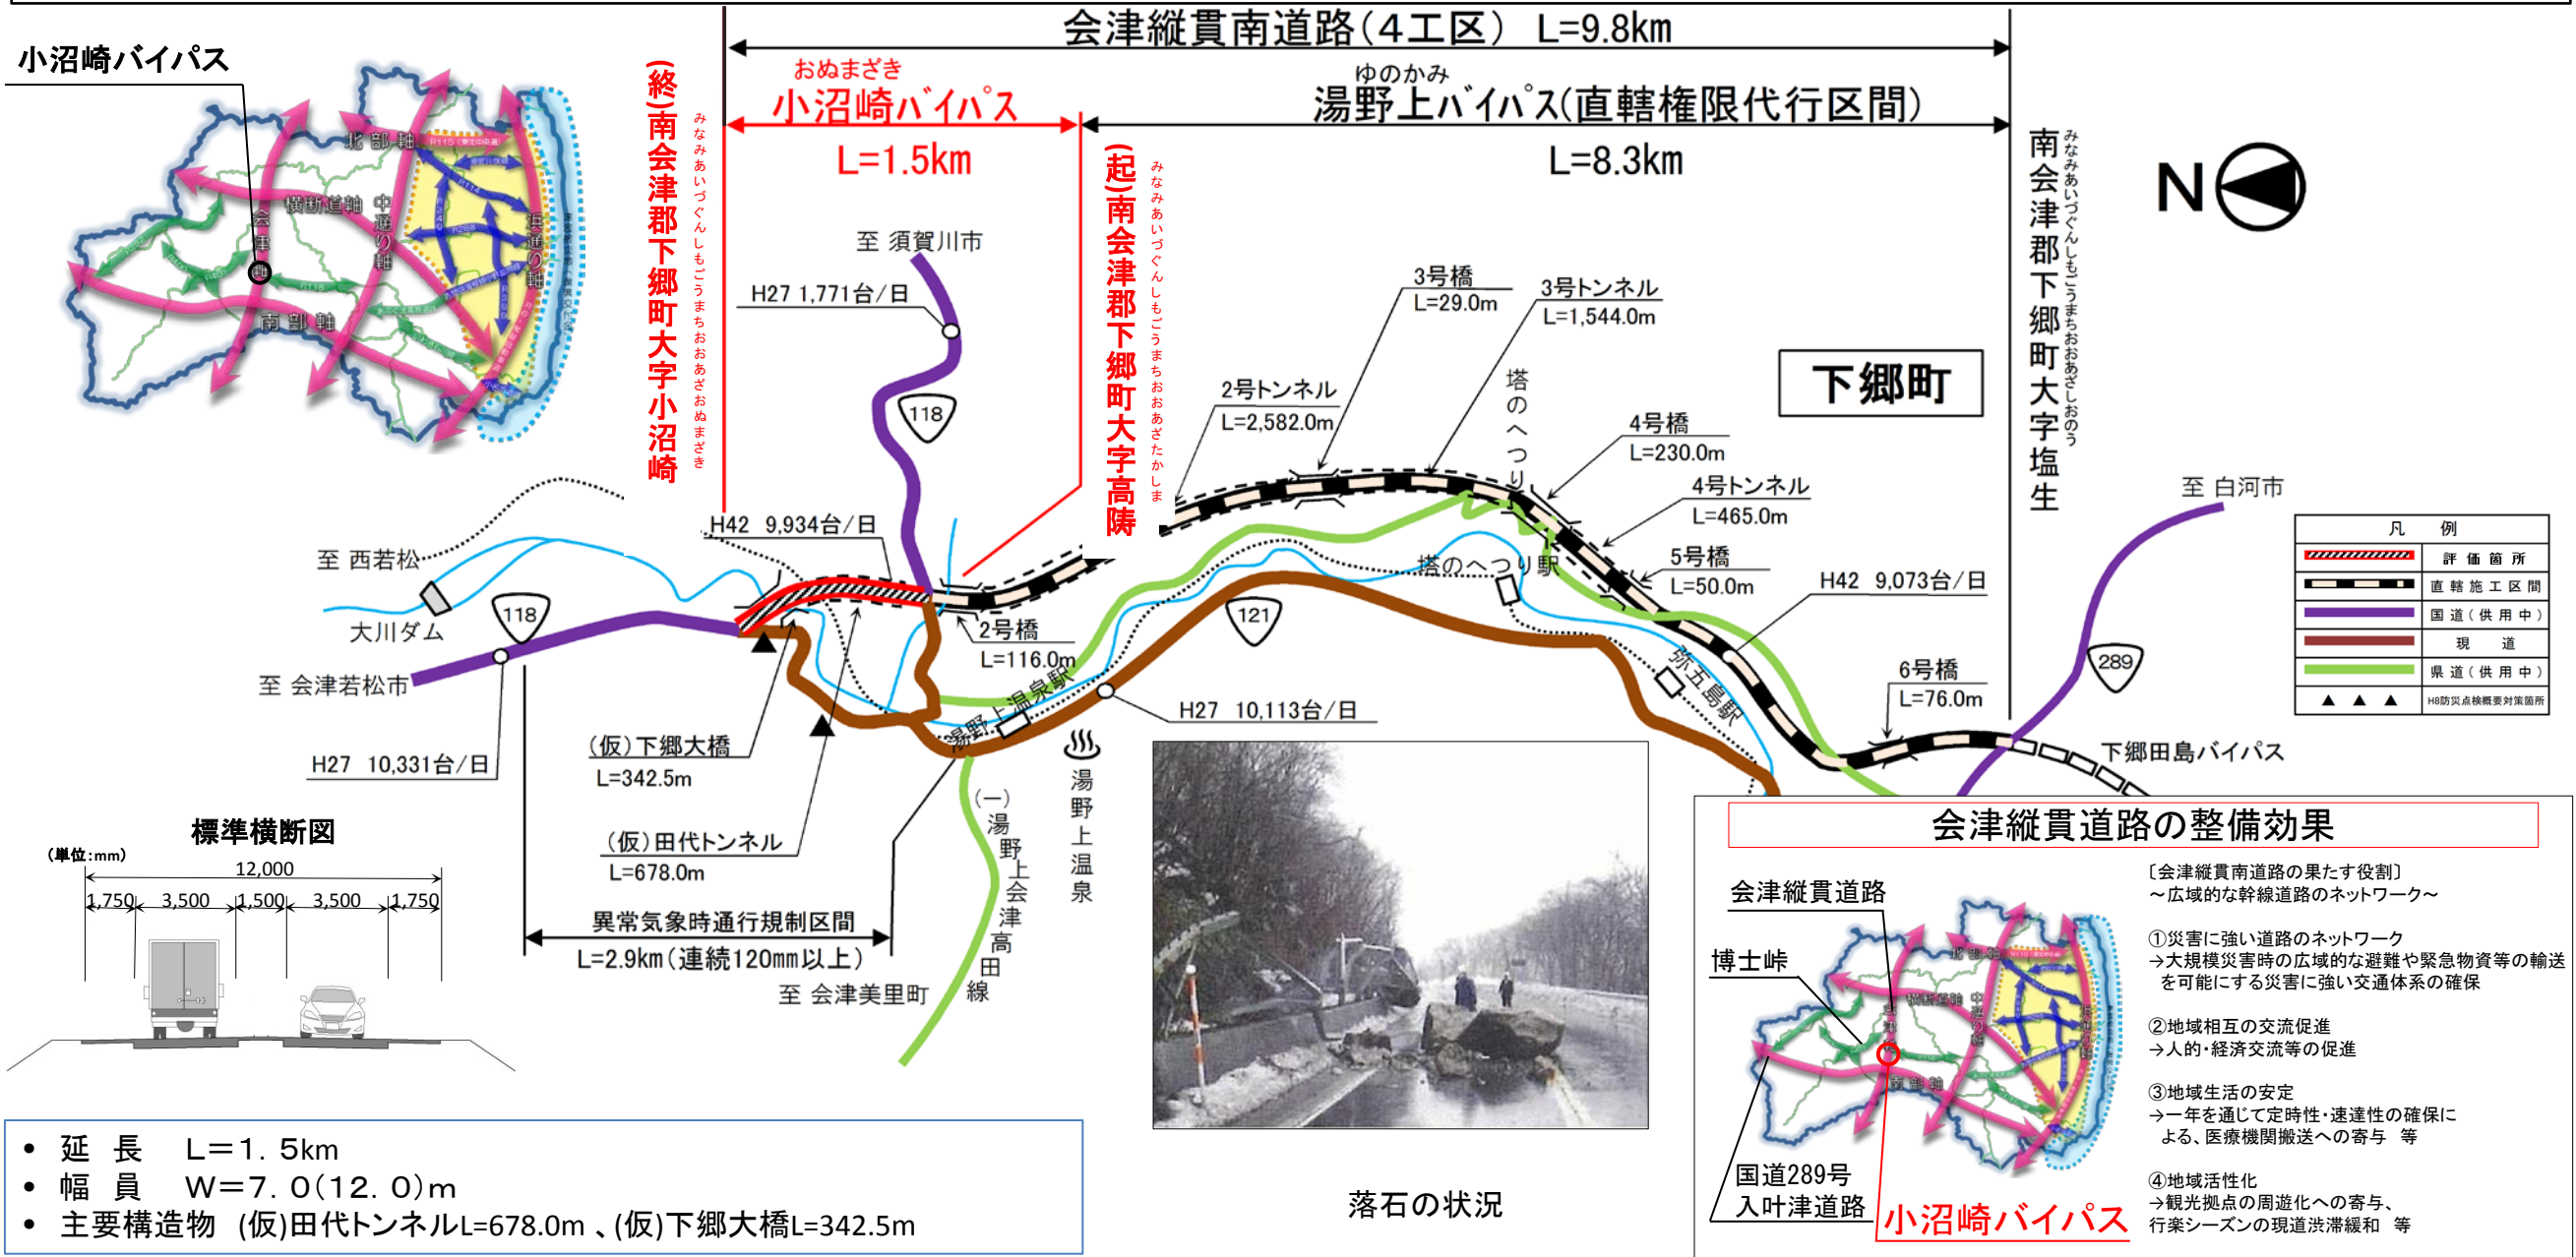 会津縦貫南道路(4工区) L=9.8km
小沼崎バイパス
おぬまざき
小沼崎バイパス
L=1.5km
ゆのかみ
湯野上バイパス(直轄権限代行区間)
L=8.3km
(終)南会津郡下郷町大字小沼崎
みなみあいづぐんしもごうまちおおあざおぬまざき
(起)南会津郡下郷町大字高陦
みなみあいづぐんしもごうまちおおあざたかしま
南会津郡下郷町大字塩生
みなみあいづぐんしもごうまちおおあざしおのう
N
北部軸
横断道軸
中通り軸
会津軸
浜通り軸
南部軸
R115
至 須賀川市
H27 1,771台/日
118
3号橋
L=29.0m
3号トンネル
L=1,544.0m
2号トンネル
L=2,582.0m
塔のへつり
下郷町
4号橋
L=230.0m
4号トンネル
L=465.0m
5号橋
L=50.0m
H42 9,073台/日
至 白河市
H42 9,934台/日
至 西若松
大川ダム
118
至 会津若松市
H27 10,331台/日
2号橋
L=116.0m
塔のへつり駅
121
湯野上温泉駅
弥五島駅
6号橋
L=76.0m
289
下郷田島バイパス
H27 10,113台/日
(仮)下郷大橋
L=342.5m
(仮)田代トンネル
L=678.0m
湯野上温泉
(一)湯野上会津高田線
異常気象時通行規制区間
L=2.9km(連続120mm以上)
至 会津美里町
凡 例
評価箇所
直轄施工区間
国道(供用中)
現 道
県道(供用中)
▲ ▲ ▲ H8防災点検概要対策箇所
標準横断図
(単位:mm)
12,000
1,750 3,500 1,500 3,500 1,750
• 延 長 L=1.5km
• 幅 員 W=7.0(12.0)m
• 主要構造物 (仮)田代トンネルL=678.0m 、(仮)下郷大橋L=342.5m
落石の状況
会津縦貫道路の整備効果
会津縦貫道路
博士峠
北部軸
横断道軸
中通り軸
浜通り軸
南部軸
国道289号
入叶津道路
小沼崎バイパス
〔会津縦貫南道路の果たす役割〕
～広域的な幹線道路のネットワーク～
①災害に強い道路のネットワーク
→大規模災害時の広域的な避難や緊急物資等の輸送
を可能にする災害に強い交通体系の確保
②地域相互の交流促進
→人的・経済交流等の促進
③地域生活の安定
→一年を通じて定時性・速達性の確保に
よる、医療機関搬送への寄与 等
④地域活性化
→観光拠点の周遊化への寄与、
行楽シーズンの現道渋滞緩和 等